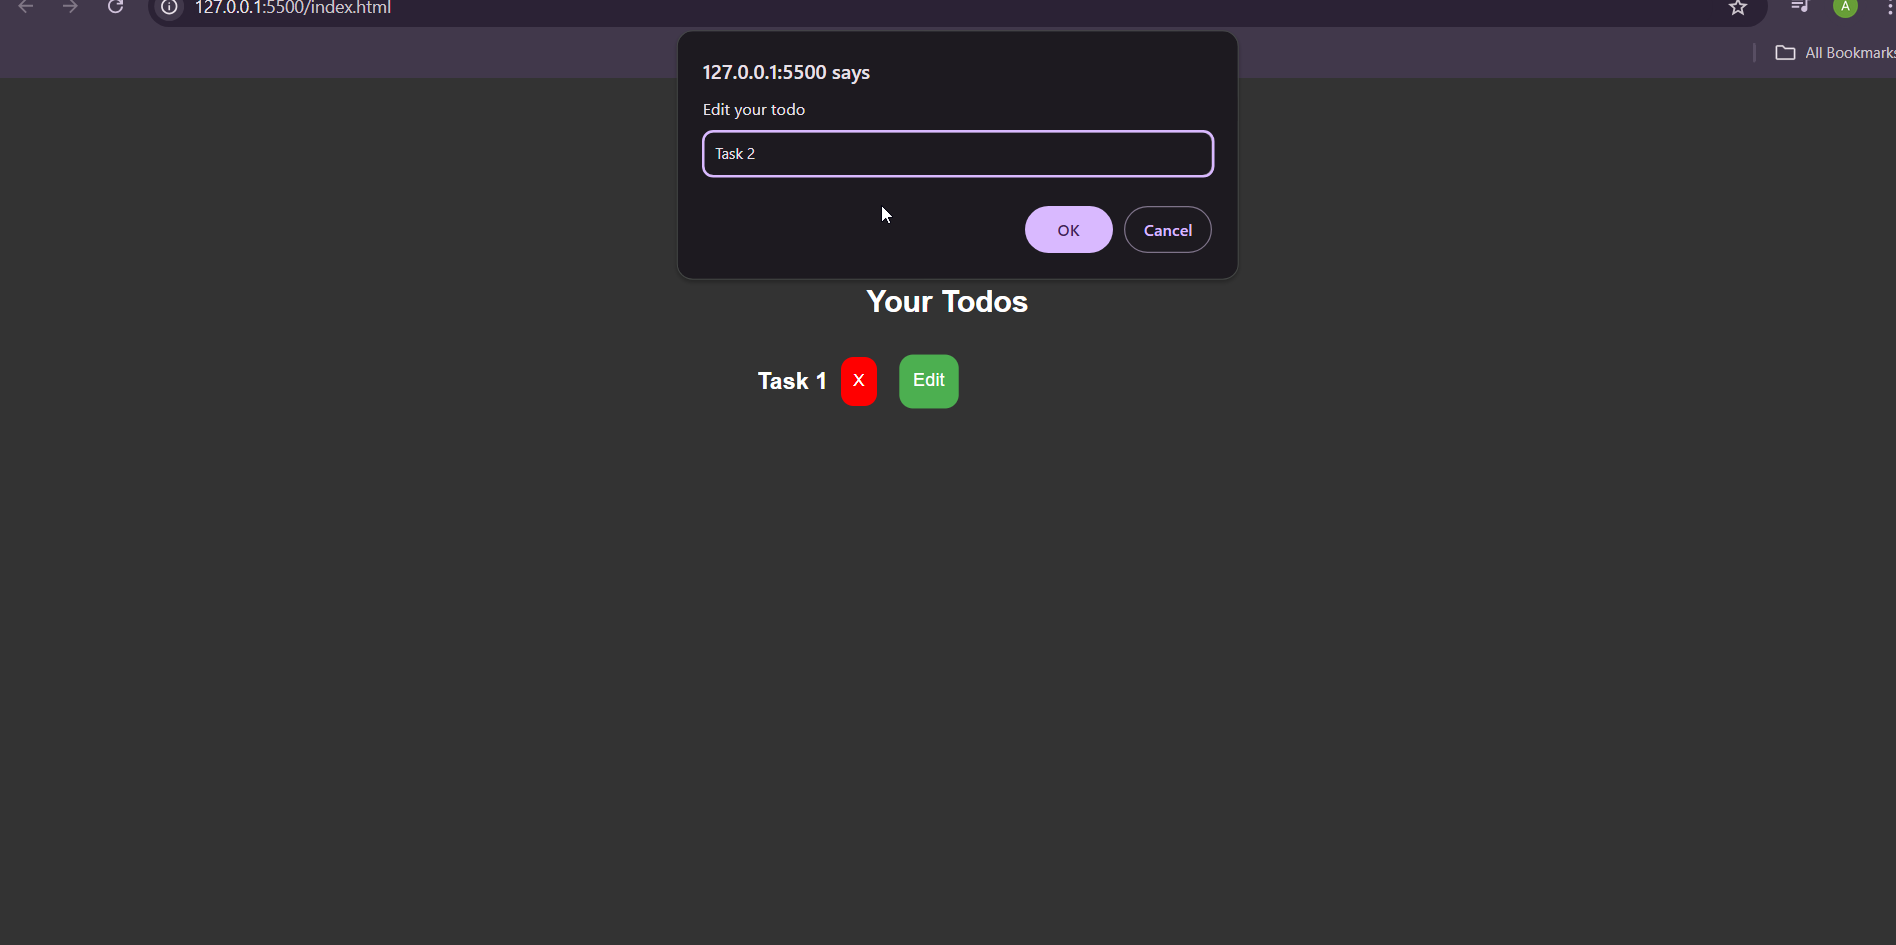 127.0.0.1:5500/index.html
A
All Bookmarks
127.0.0.1:5500 says
Edit your todo
Task 2
OK
Cancel
Your Todos
Task 1
X
Edit